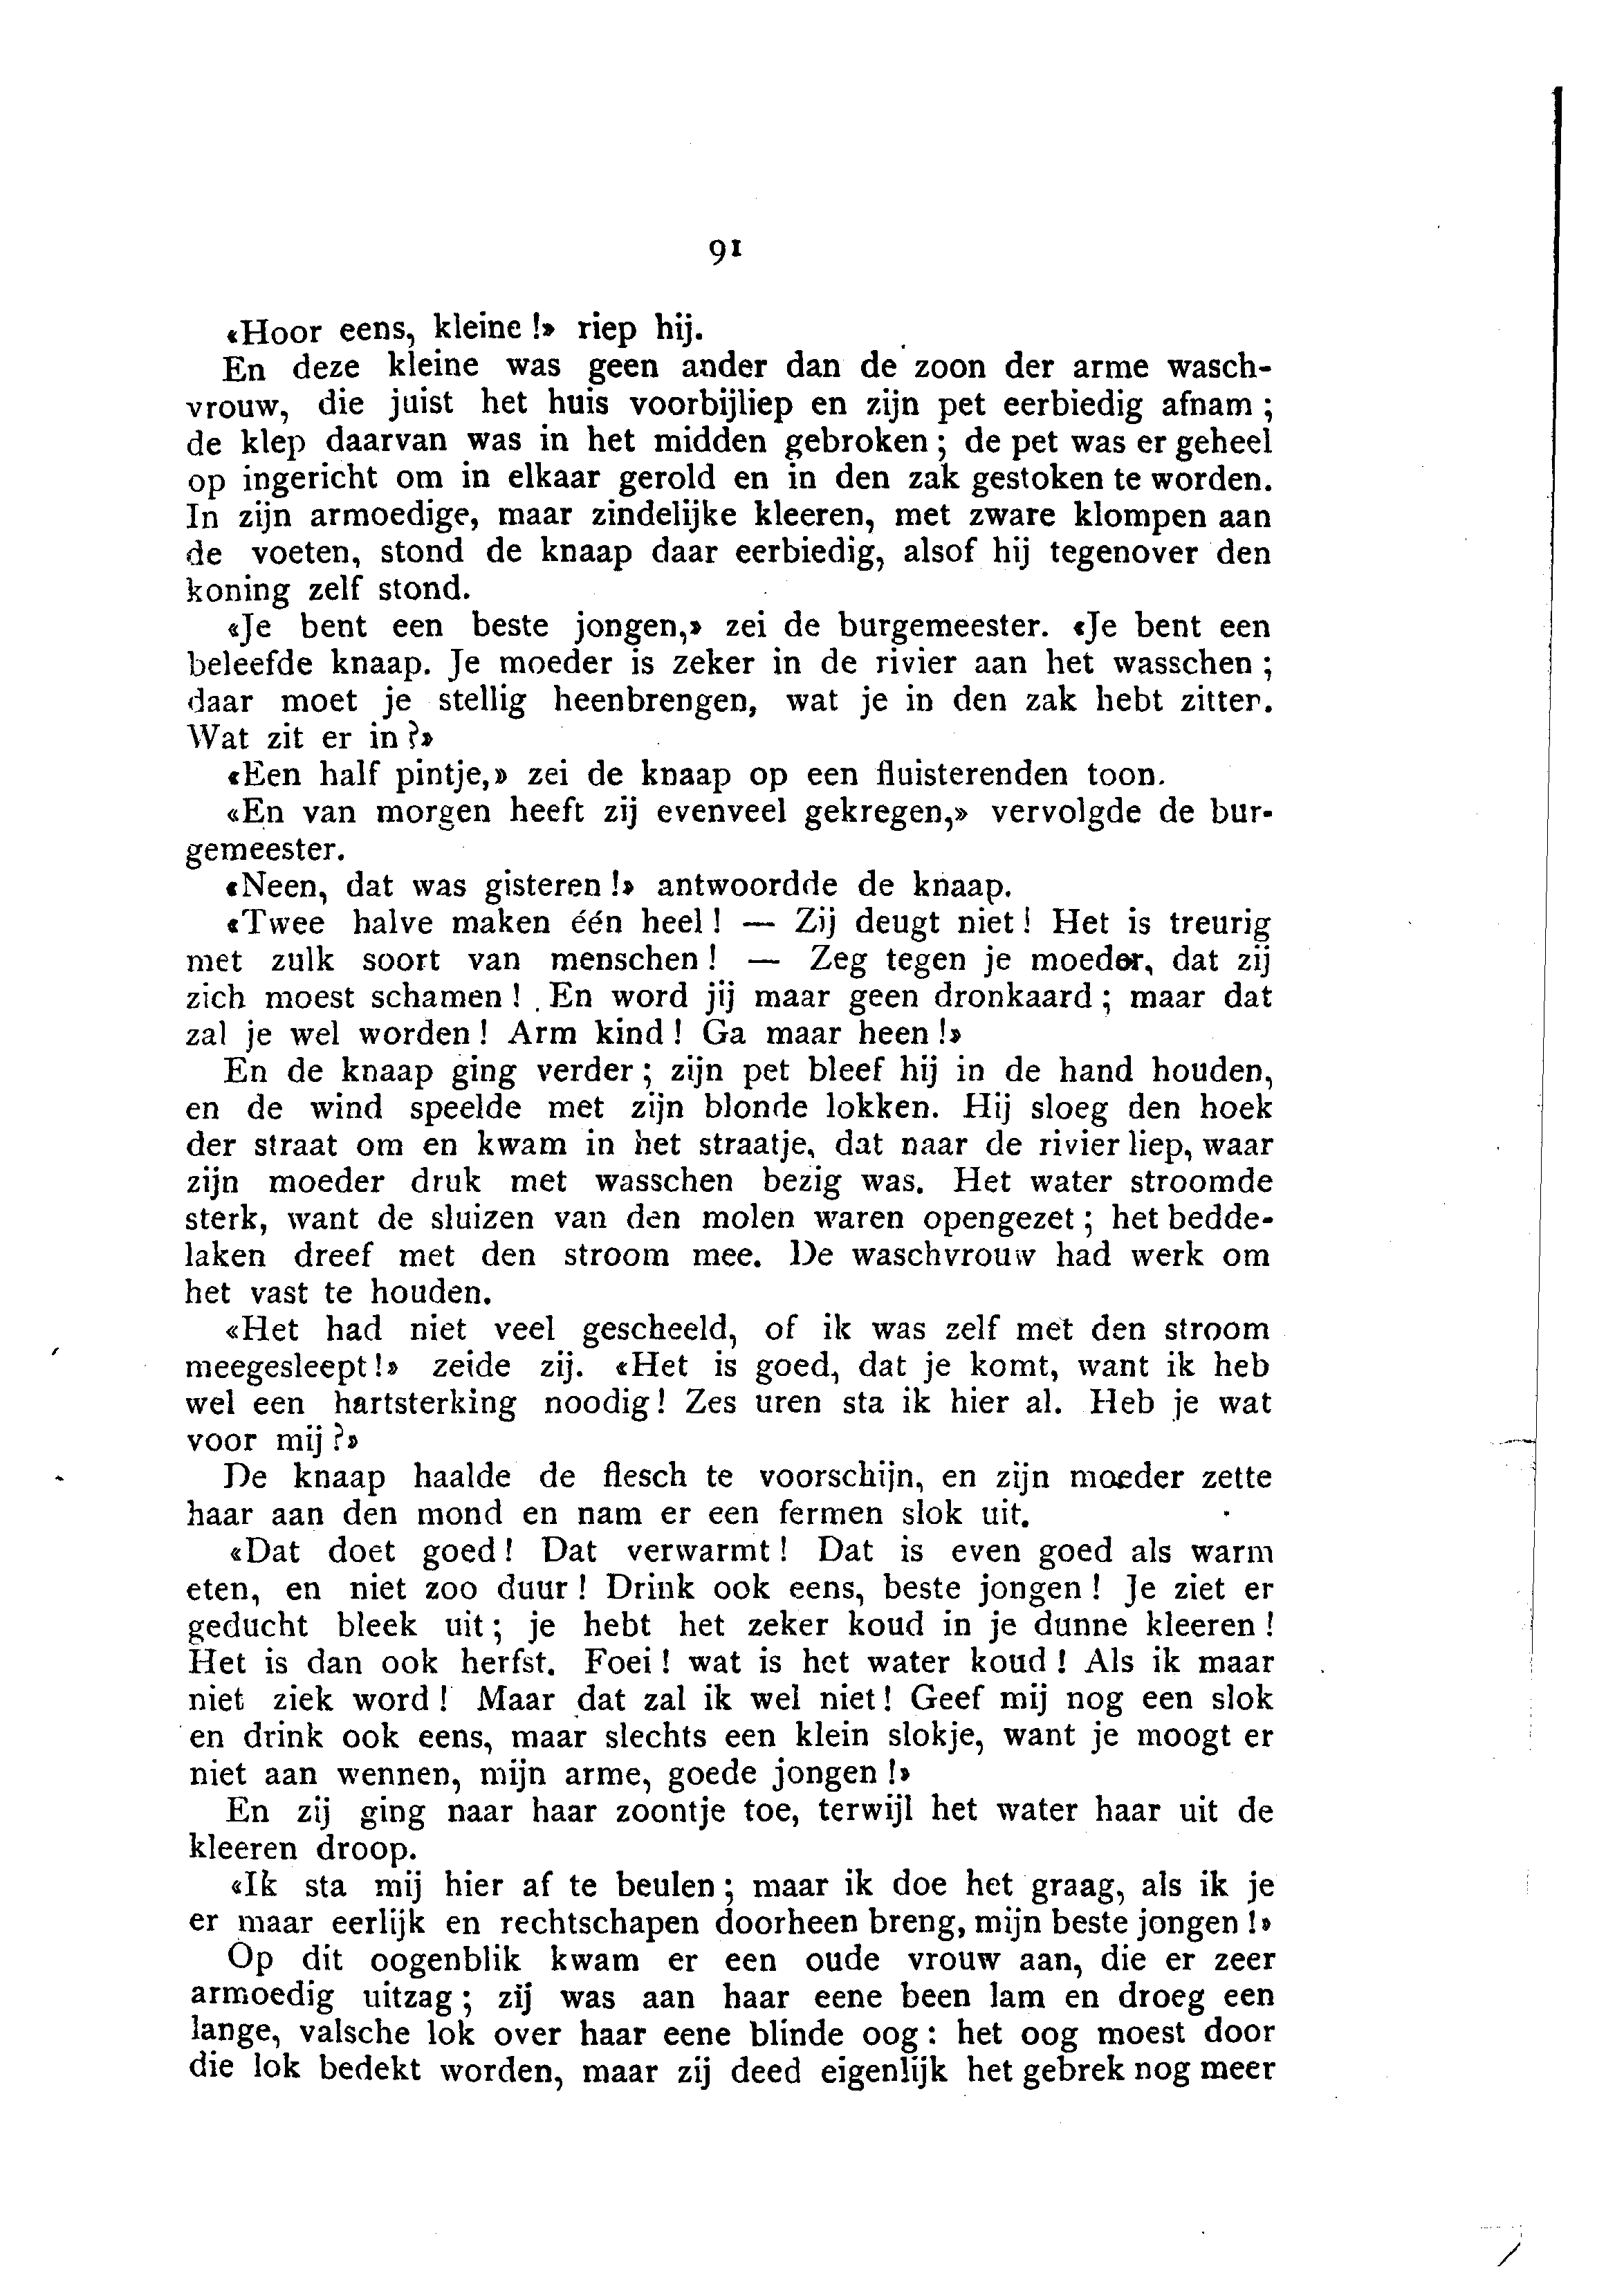 91
«Hoor eens, kleine !» riep hij.
En deze kleine was geen ander dan de zoon der arme wasch-
vrouw, die juist het huis voorbijliep en zijn pet eerbiedig afnam ;
de klep daarvan was in het midden gebroken ; de pet was er geheel
op ingericht om in elkaar gerold en in den zak gestoken te worden.
In zijn armoedige, maar zindelijke kleeren, met zware klompen aan
de voeten, stond de knaap daar eerbiedig, alsof hij tegenover den
koning zelf stond.
«Je bent een beste jongen,» zei de burgemeester. «Je bent een
beleefde knaap. Je moeder is zeker in de rivier aan het wasschen ;
daar moet je stellig heenbrengen, wat je in den zak hebt zitten.
Wat zit er in ?»
«Een half pintje,» zei de knaap op een fluisterenden toon.
«En van morgen heeft zij evenveel gekregen,» vervolgde de bur-
gemeester.
«Neen, dat was gisteren !» antwoordde de knaap.
«Twee halve maken één heel ! — Zij deugt niet ! Het is treurig
met zulk soort van menschen ! — Zeg tegen je moeder, dat zij
zich moest schamen ! En word jij maar geen dronkaard ; maar dat
zal je wel worden ! Arm kind ! Ga maar heen !»
En de knaap ging verder ; zijn pet bleef hij in de hand houden,
en de wind speelde met zijn blonde lokken. Hij sloeg den hoek
der straat om en kwam in het straatje, dat naar de rivier liep, waar
zijn moeder druk met wasschen bezig was. Het water stroomde
sterk, want de sluizen van den molen waren opengezet ; het bedde-
laken dreef met den stroom mee. De waschvrouw had werk om
het vast te houden.
«Het had niet veel gescheeld, of ik was zelf met den stroom
meegesleept !» zeide zij. «Het is goed, dat je komt, want ik heb
wel een hartsterking noodig ! Zes uren sta ik hier al. Heb je wat
voor mij ?»
De knaap haalde de flesch te voorschijn, en zijn moeder zette
haar aan den mond en nam er een fermen slok uit.
«Dat doet goed ! Dat verwarmt ! Dat is even goed als warm
eten, en niet zoo duur ! Drink ook eens, beste jongen ! Je ziet er
geducht bleek uit ; je hebt het zeker koud in je dunne kleeren !
Het is dan ook herfst. Foei ! wat is het water koud ! Als ik maar
niet ziek word ! Maar dat zal ik wel niet ! Geef mij nog een slok
en drink ook eens, maar slechts een klein slokje, want je moogt er
niet aan wennen, mijn arme, goede jongen !»
En zij ging naar haar zoontje toe, terwijl het water haar uit de
kleeren droop.
«Ik sta mij hier af te beulen ; maar ik doe het graag, als ik je
er maar eerlijk en rechtschapen doorheen breng, mijn beste jongen !»
Op dit oogenblik kwam er een oude vrouw aan, die er zeer
armoedig uitzag ; zij was aan haar eene been lam en droeg een
lange, valsche lok over haar eene blinde oog : het oog moest door
die lok bedekt worden, maar zij deed eigenlijk het gebrek nog meer